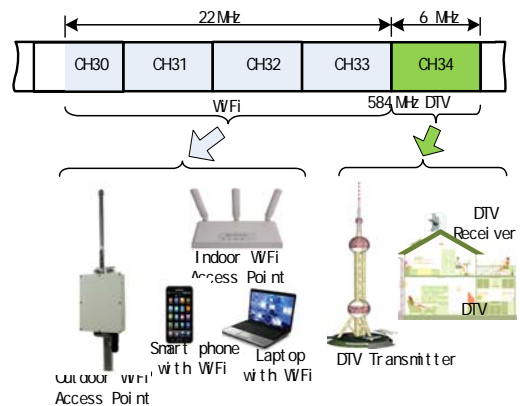 22 MHz
6 MHz
CH30
CH31
CH32
CH33
CH34
WiFi
584 MHz DTV
Indoor WiFi
Access Point
DTV
Receiver
DTV
Smart phone
with WiFi
Laptop
with WiFi
DTV Transmitter
Outdoor WiFi
Access Point